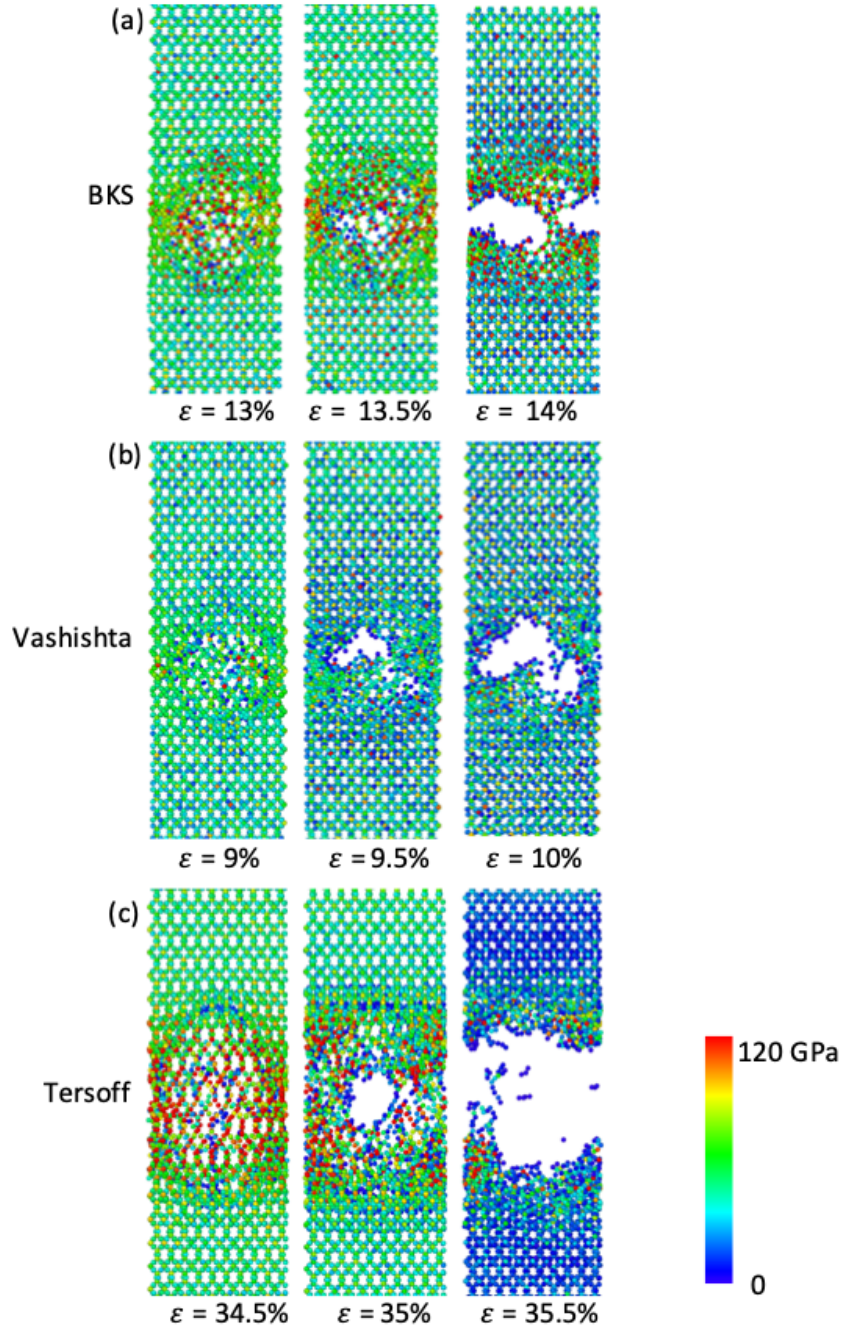 (a)
BKS
ε = 13% ε = 13.5% ε = 14%
(b)
Vashishta
ε = 9% ε = 9.5% ε = 10%
(c)
Tersoff
120 GPa
0
ε = 34.5% ε = 35% ε = 35.5%